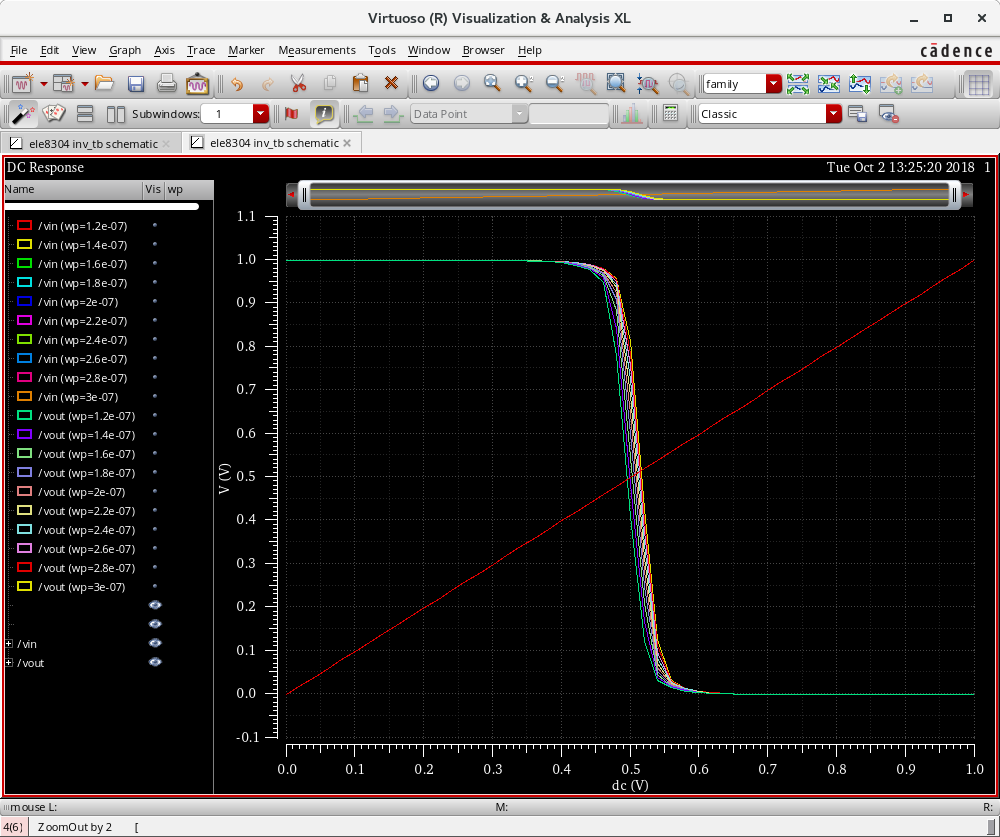 Virtuoso (R) Visualization & Analysis XL
File Edit View Graph Axis Trace Marker Measurements Tools Window Browser Help
cādence
family
Subwindows: 1 Data Point Classic
ele8304 inv_tb schematic ele8304 inv_tb schematic
DC Response Tue Oct 2 13:25:20 2018 1
Name Vis wp
/vin (wp=1.2e-07)
/vin (wp=1.4e-07)
/vin (wp=1.6e-07)
/vin (wp=1.8e-07)
/vin (wp=2e-07)
/vin (wp=2.2e-07)
/vin (wp=2.4e-07)
/vin (wp=2.6e-07)
/vin (wp=2.8e-07)
/vin (wp=3e-07)
/vout (wp=1.2e-07)
/vout (wp=1.4e-07)
/vout (wp=1.6e-07)
/vout (wp=1.8e-07)
/vout (wp=2e-07)
/vout (wp=2.2e-07)
/vout (wp=2.4e-07)
/vout (wp=2.6e-07)
/vout (wp=2.8e-07)
/vout (wp=3e-07)
/vin
/vout
1.1
1.0
0.9
0.8
0.7
0.6
0.5
0.4
0.3
0.2
0.1
0.0
-0.1
V (V)
0.0 0.1 0.2 0.3 0.4 0.5 0.6 0.7 0.8 0.9 1.0
dc (V)
mouse L: M: R:
4(6) ZoomOut by 2 [